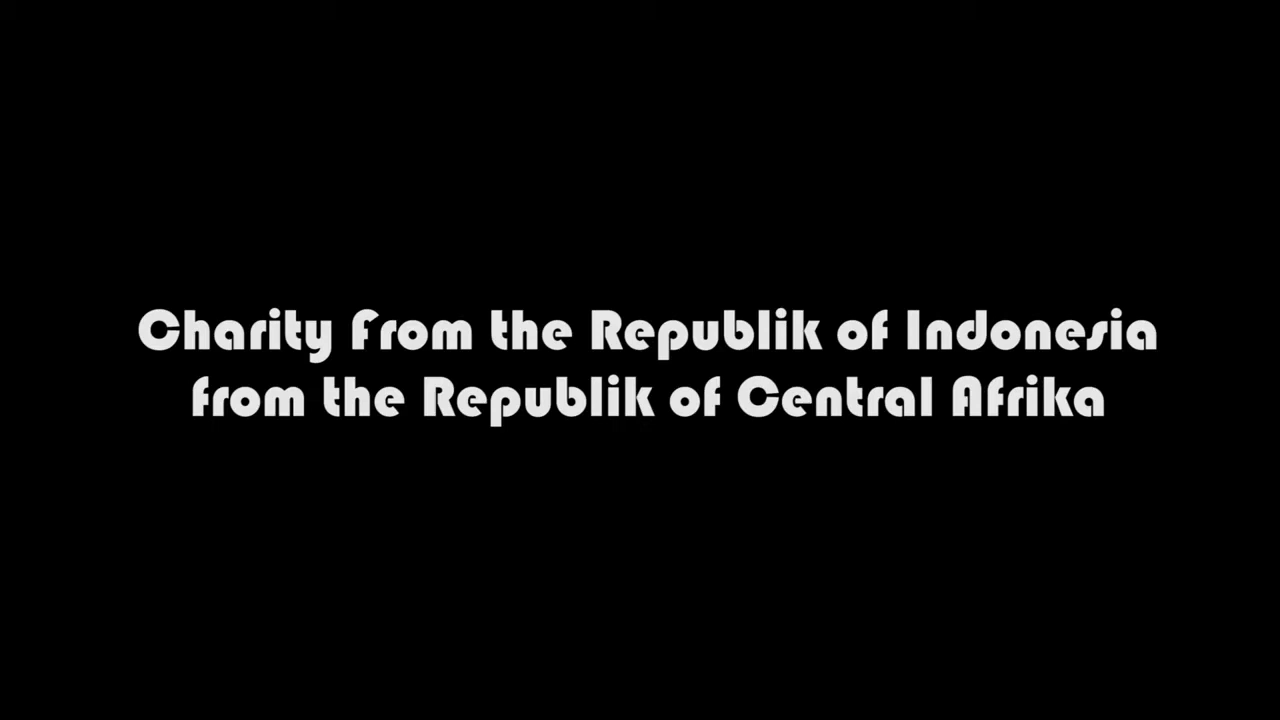 Charity From the Republik of Indonesia
from the Republik of Central Afrika